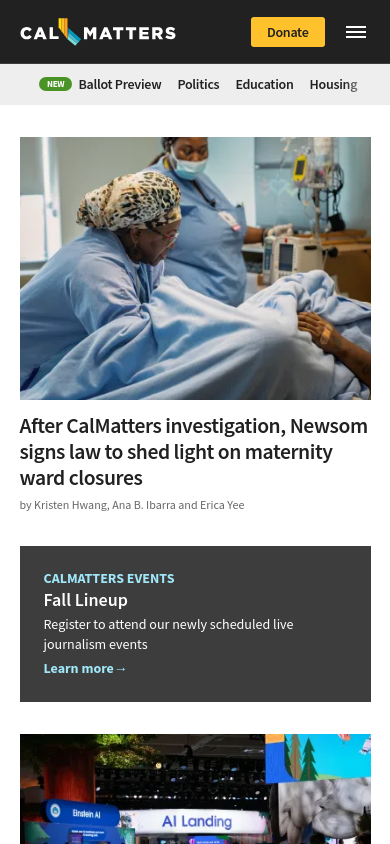 CALMATTERS
Donate
NEW Ballot Preview Politics Education Housing
After CalMatters investigation, Newsom
signs law to shed light on maternity
ward closures
by Kristen Hwang, Ana B. Ibarra and Erica Yee
CALMATTERS EVENTS
Fall Lineup
Register to attend our newly scheduled live
journalism events
Learn more→
Einstein AI
AI Landing